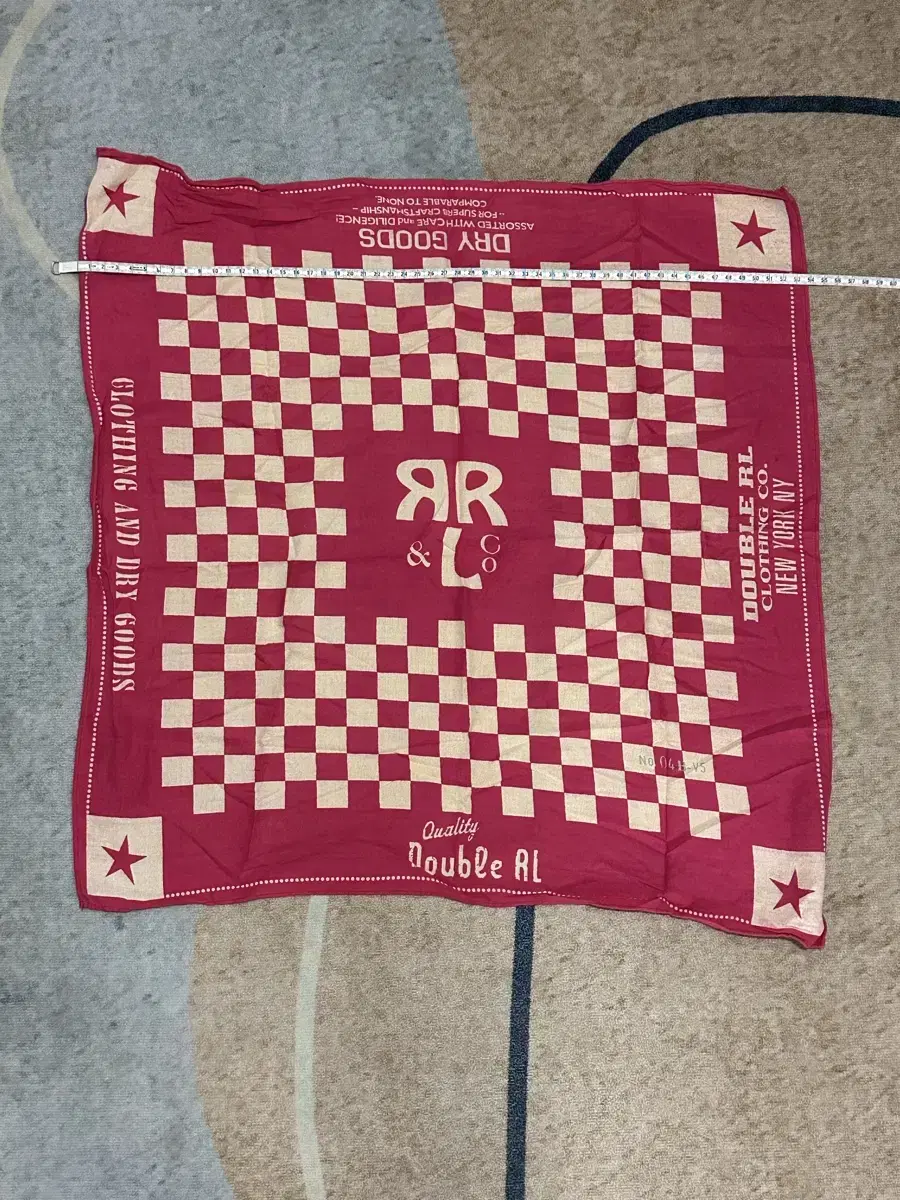 DRY GOODS
ASSORTED WITH CARE and DILIGENCE!
-- FOR SUPERB CRAFTSMANSHIP --
COMPARABLE TO NONE
CLOTHING AND DRY GOODS
RR
& L Co
DOUBLE RL
CLOTHING CO.
NEW YORK NY
Quality
Double RL